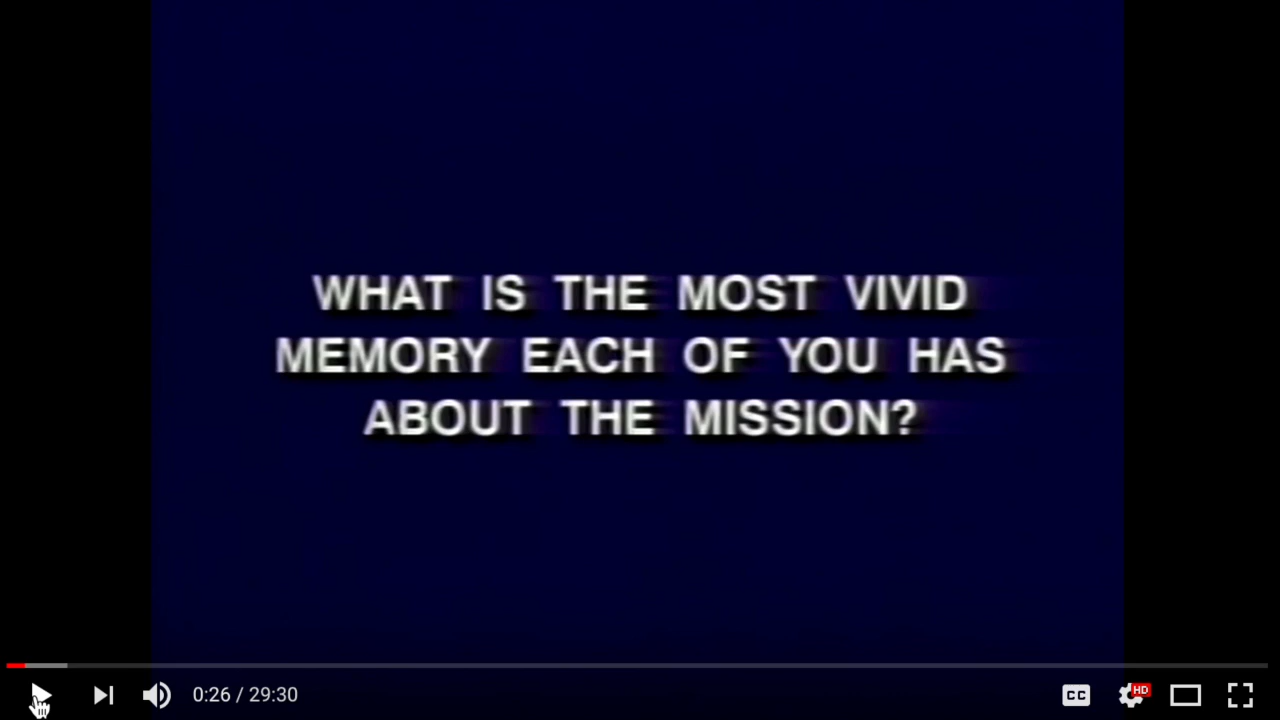 WHAT IS THE MOST VIVID
MEMORY EACH OF YOU HAS
ABOUT THE MISSION?
0:26 / 29:30
CC
HD